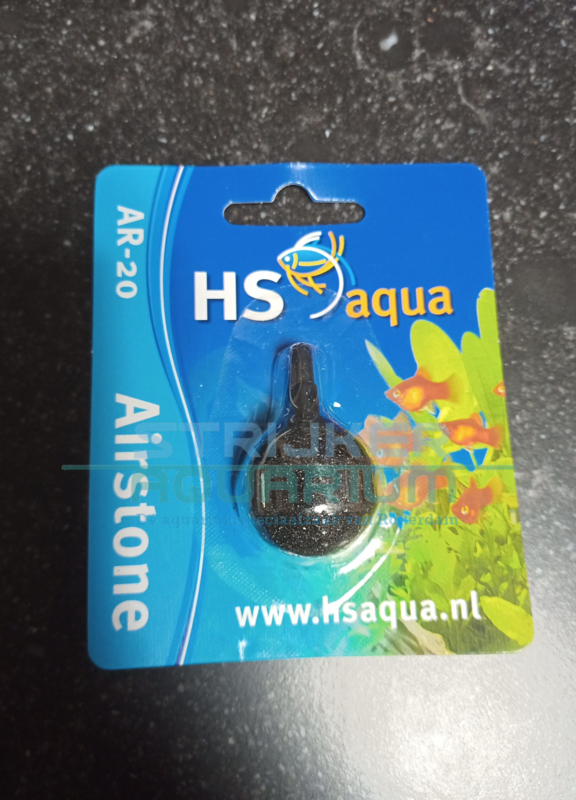 AR-20
Airstone
HS aqua
STRIJKER
AQUARIUM
www.hsaqua.nl